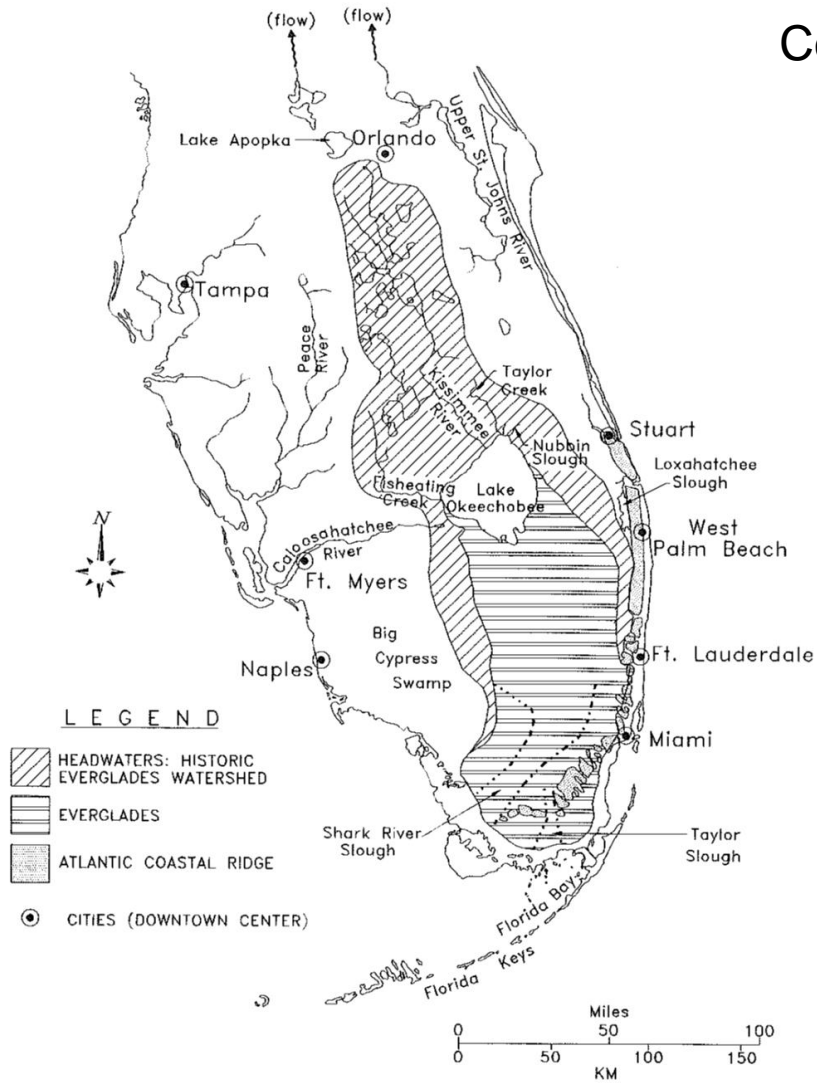 (flow)
(flow)
Lake Apopka
Orlando
Upper St. Johns River
Tampa
Peace
River
Kissimmee
River
Taylor
Creek
Nubbin
Slough
Stuart
Loxahatchee
Slough
Fisheating
Creek
Lake
Okeechobee
West
Palm Beach
N
Caloosahatchee
River
Ft. Myers
Big
Cypress
Swamp
Naples
Ft. Lauderdale
Miami
LEGEND
HEADWATERS: HISTORIC
EVERGLADES WATERSHED
EVERGLADES
ATLANTIC COASTAL RIDGE
CITIES (DOWNTOWN CENTER)
Shark River
Slough
Taylor
Slough
Florida Bay
Florida Keys
Miles
0 50 100
0 50 100 150
KM